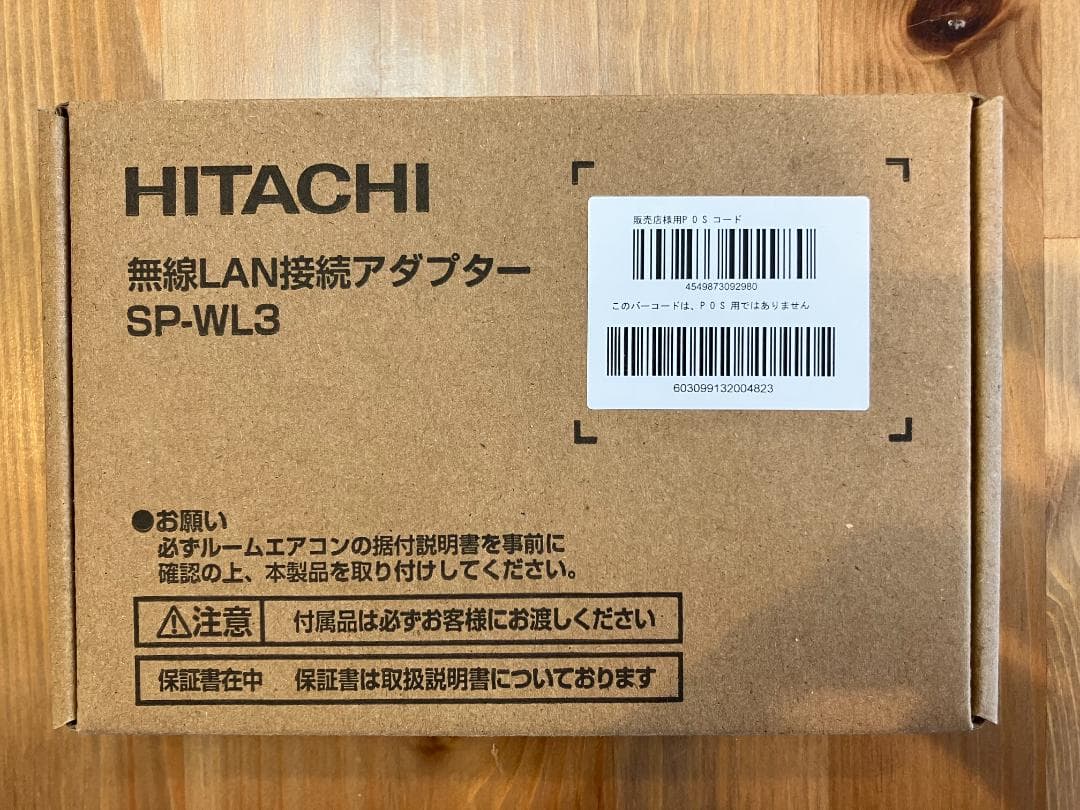 HITACHI
無線LAN接続アダプター
SP-WL3
販売店様用POSコード
4549873092980
このバーコードは、POS用ではありません
603099132004823
●お願い
必ずルームエアコンの据付説明書を事前に
確認の上、本製品を取り付けしてください。
⚠注意 付属品は必ずお客様にお渡しください
保証書在中 保証書は取扱説明書についております